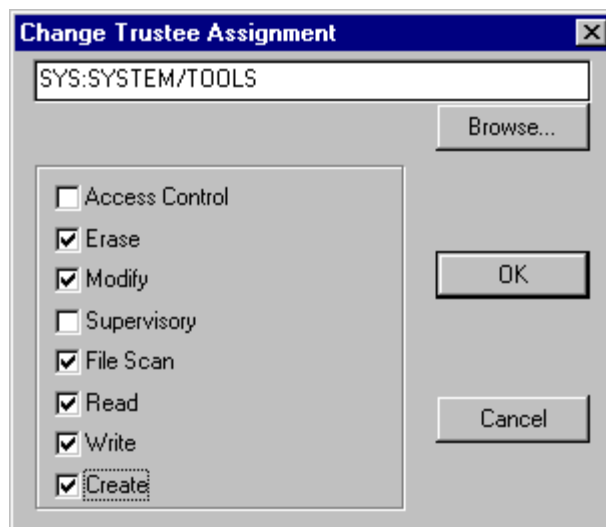 Change Trustee Assignment
SYS:SYSTEM/TOOLS
Browse...
Access Control
Erase
Modify
OK
Supervisory
File Scan
Read
Cancel
Write
Create